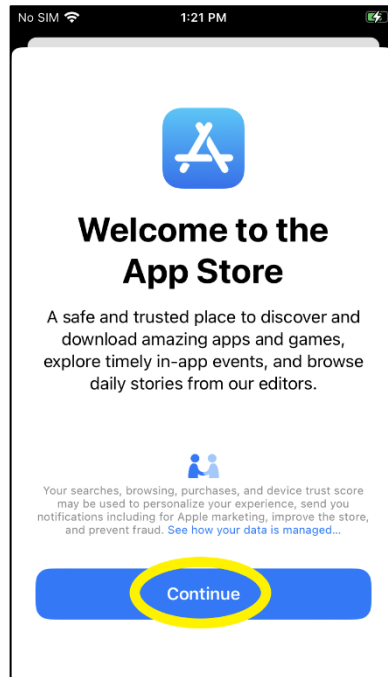 No SIM 1:21 PM
Welcome to the
App Store
A safe and trusted place to discover and
download amazing apps and games,
explore timely in-app events, and browse
daily stories from our editors.
Your searches, browsing, purchases, and device trust score
may be used to personalize your experience, send you
notifications including for Apple marketing, improve the store,
and prevent fraud. See how your data is managed...
Continue